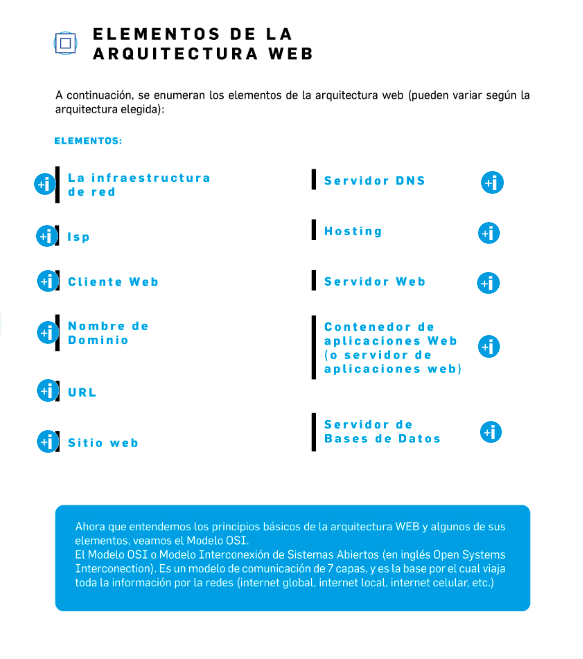 ELEMENTOS DE LA
ARQUITECTURA WEB
A continuación, se enumeran los elementos de la arquitectura web (pueden variar según la
arquitectura elegida):
ELEMENTOS:
+i La infraestructura
de red
+i Isp
+i Cliente Web
+i Nombre de
Dominio
+i URL
+i Sitio web
Servidor DNS +i
Hosting +i
Servidor Web +i
Contenedor de
aplicaciones Web
(o servidor de
aplicaciones web) +i
Servidor de
Bases de Datos +i
Ahora que entendemos los principios básicos de la arquitectura WEB y algunos de sus
elementos, veamos el Modelo OSI.
El Modelo OSI o Modelo Interconexión de Sistemas Abiertos (en inglés Open Systems
Interconection). Es un modelo de comunicación de 7 capas, y es la base por el cual viaja
toda la información por la redes (internet global, internet local, internet celular, etc.)